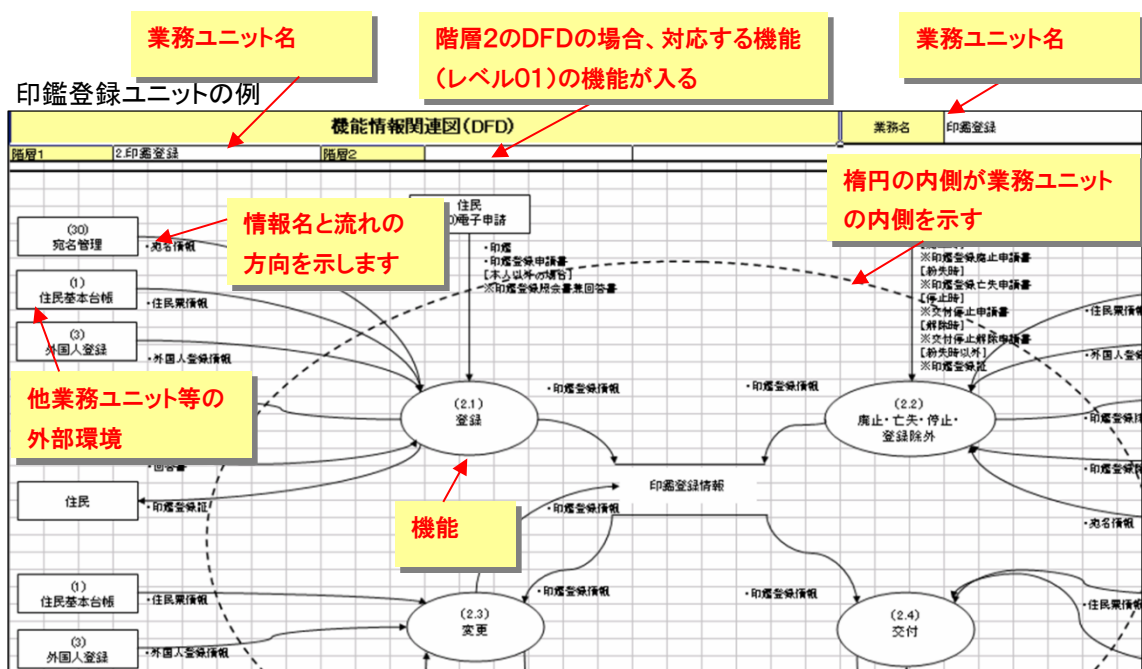 業務ユニット名
階層2のDFDの場合、対応する機能
(レベル01)の機能が入る
業務ユニット名
印鑑登録ユニットの例
機能情報関連図(DFD)
業務名
印鑑登録
階層1
2.印鑑登録
階層2
楕円の内側が業務ユニット
の内側を示す
住民
)電子申請
情報名と流れの
方向を示します
(30)
宛名管理
・宛名情報
・印鑑
・印鑑登録申請書
[本人以外の場合]
※印鑑登録照会書兼回答書
※印鑑登録廃止申請書
[紛失時]
※印鑑登録亡失申請書
[停止時]
※交付停止申請書
[解除時]
※交付停止解除申請書
[紛失時以外]
※印鑑登録証
(1)
住民基本台帳
・住民票情報
・住民票情報
(3)
外国人登録
・外国人登録情報
・外国人登
他業務ユニット等の
外部環境
(2.1)
登録
・印鑑登録情報
・印鑑登録情報
(2.2)
廃止・亡失・停止・
登録除外
・印鑑登録
・回答書
・印鑑登録
住民
・印鑑登録証
印鑑登録情報
機能
・印鑑登録情報
・宛名情報
(1)
住民基本台帳
・住民票情報
・印鑑登録情報
・印鑑登録情報
・住民票情
(2.3)
変更
(2.4)
交付
(3)
外国人登録
・外国人登録情報